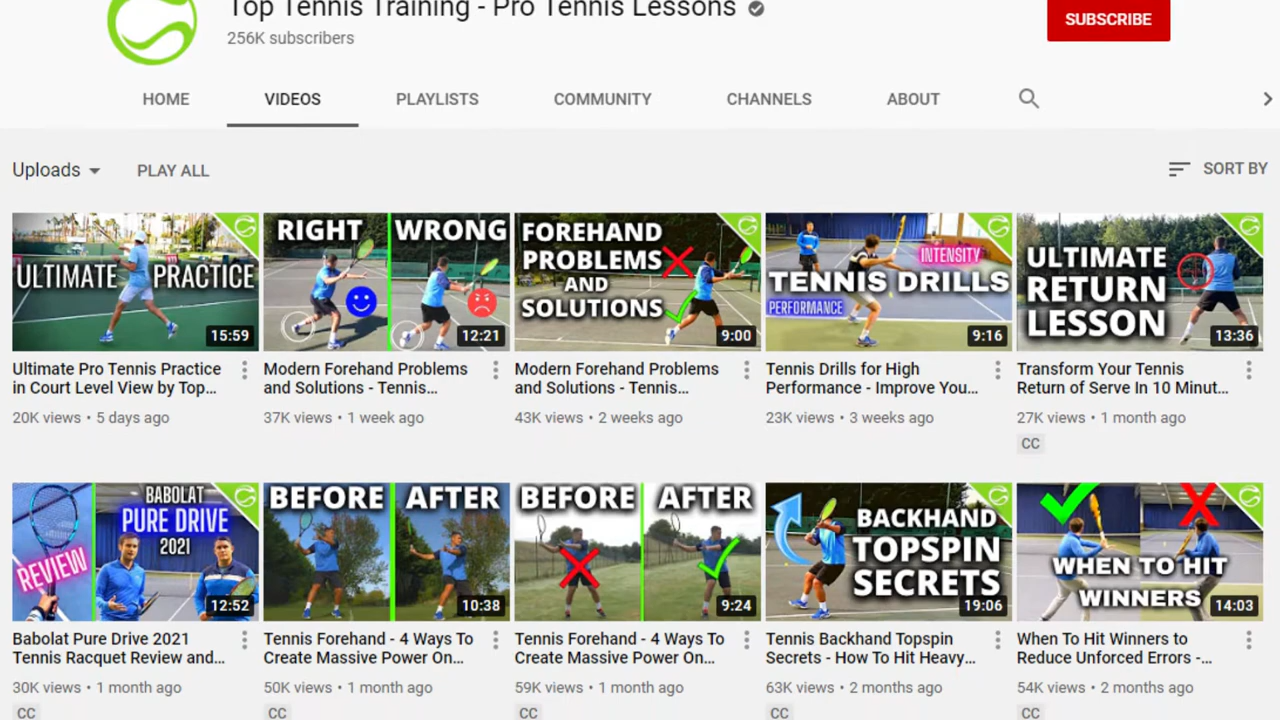 Top Tennis Training - Pro Tennis Lessons
256K subscribers
SUBSCRIBE
HOME
VIDEOS
PLAYLISTS
COMMUNITY
CHANNELS
ABOUT
Uploads
PLAY ALL
SORT BY
ULTIMATE PRACTICE
15:59
RIGHT
WRONG
12:21
FOREHAND
PROBLEMS
AND
SOLUTIONS
9:00
INTENSITY
TENNIS DRILLS
PERFORMANCE
9:16
ULTIMATE
RETURN
LESSON
13:36
Ultimate Pro Tennis Practice
in Court Level View by Top...
20K views • 5 days ago
Modern Forehand Problems
and Solutions - Tennis...
37K views • 1 week ago
Modern Forehand Problems
and Solutions - Tennis...
43K views • 2 weeks ago
Tennis Drills for High
Performance - Improve You...
23K views • 3 weeks ago
Transform Your Tennis
Return of Serve In 10 Minut...
27K views • 1 month ago
CC
BABOLAT
PURE DRIVE
2021
REVIEW
12:52
BEFORE
AFTER
10:38
BEFORE
AFTER
9:24
BACKHAND
TOPSPIN
SECRETS
19:06
WHEN TO HIT
WINNERS
14:03
Babolat Pure Drive 2021
Tennis Racquet Review and...
30K views • 1 month ago
CC
Tennis Forehand - 4 Ways To
Create Massive Power On...
50K views • 1 month ago
CC
Tennis Forehand - 4 Ways To
Create Massive Power On...
59K views • 1 month ago
CC
Tennis Backhand Topspin
Secrets - How To Hit Heavy...
63K views • 2 months ago
CC
When To Hit Winners to
Reduce Unforced Errors -...
54K views • 2 months ago
CC